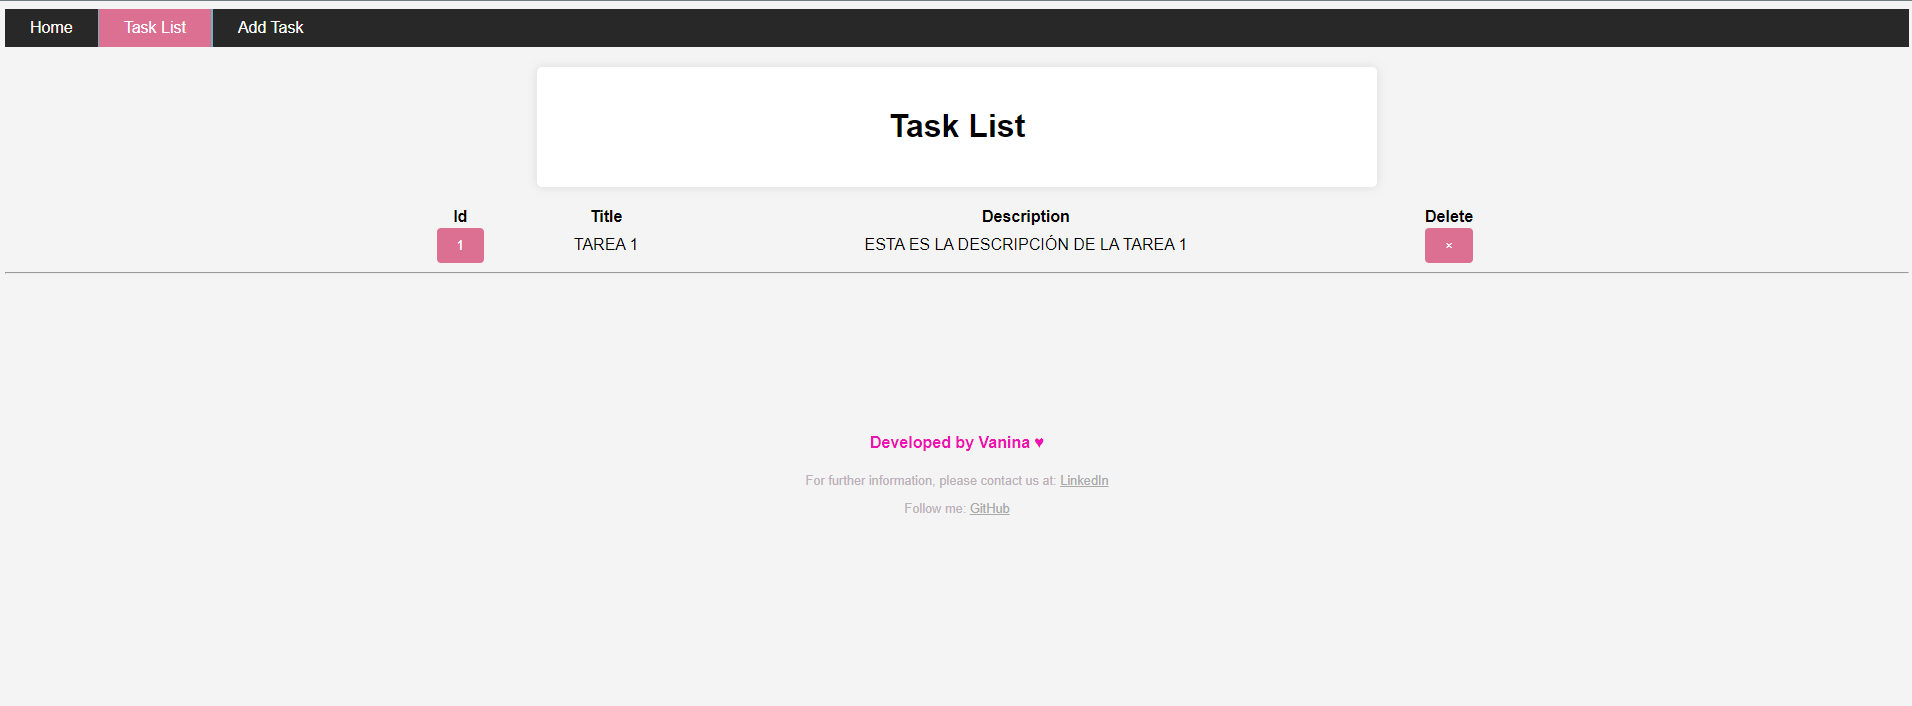 Home Task List Add Task
Task List
Id Title Description Delete
1 TAREA 1 ESTA ES LA DESCRIPCIÓN DE LA TAREA 1 ×
Developed by Vanina ♥
For further information, please contact us at: LinkedIn
Follow me: GitHub